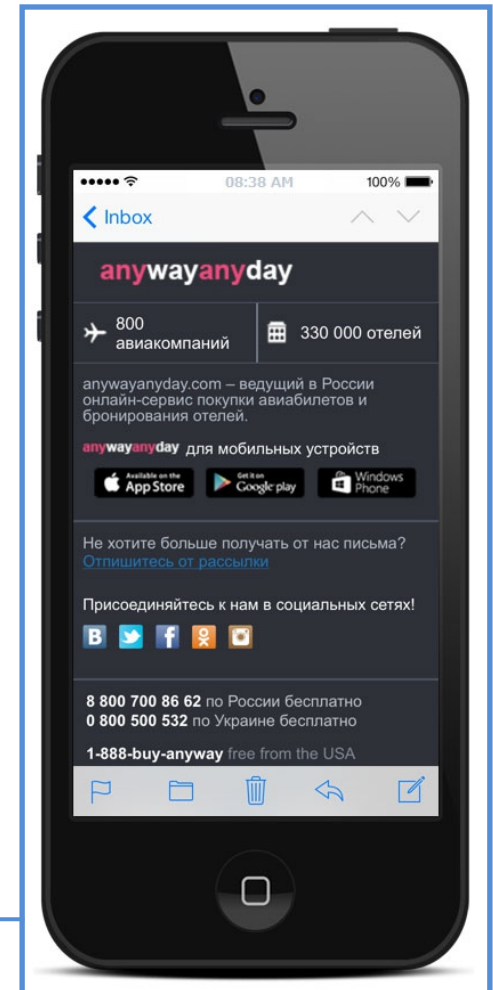 08:38 AM
100%
Inbox
anywayanyday
800
авиакомпаний
330 000 отелей
anywayanyday.com – ведущий в России
онлайн-сервис покупки авиабилетов и
бронирования отелей.
anywayanyday для мобильных устройств
Available on the
App Store
Get it on
Google play
Windows
Phone
Не хотите больше получать от нас письма?
Отпишитесь от рассылки
Присоединяйтесь к нам в социальных сетях!
8 800 700 86 62 по России бесплатно
0 800 500 532 по Украине бесплатно
1-888-buy-anyway free from the USA